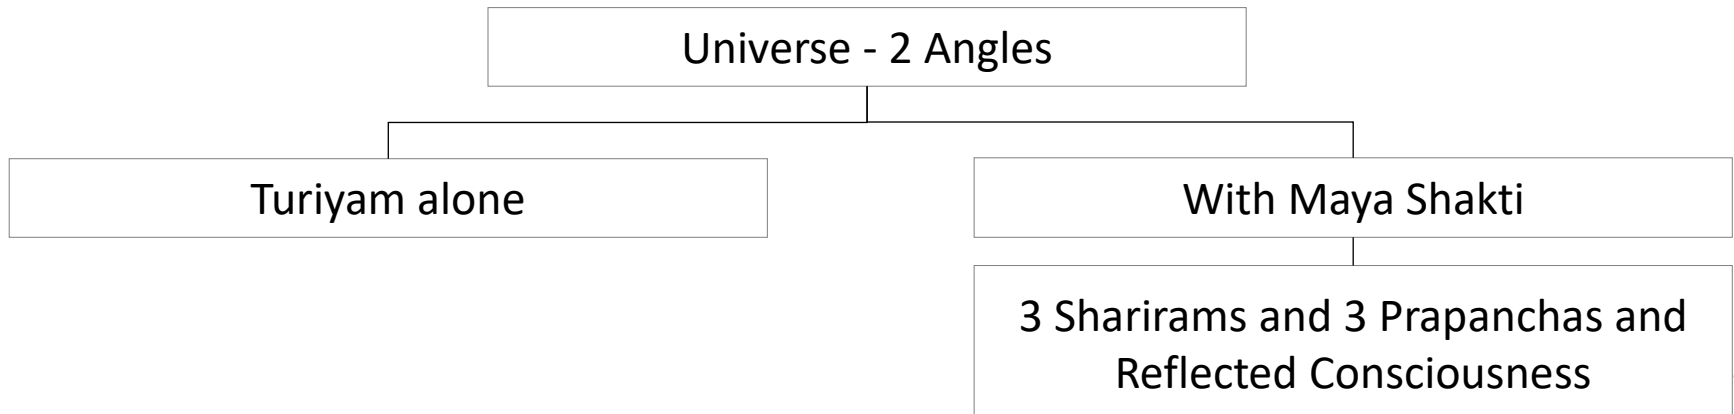 Universe - 2 Angles
Turiyam alone
With Maya Shakti
3 Sharirams and 3 Prapanchas and
Reflected Consciousness